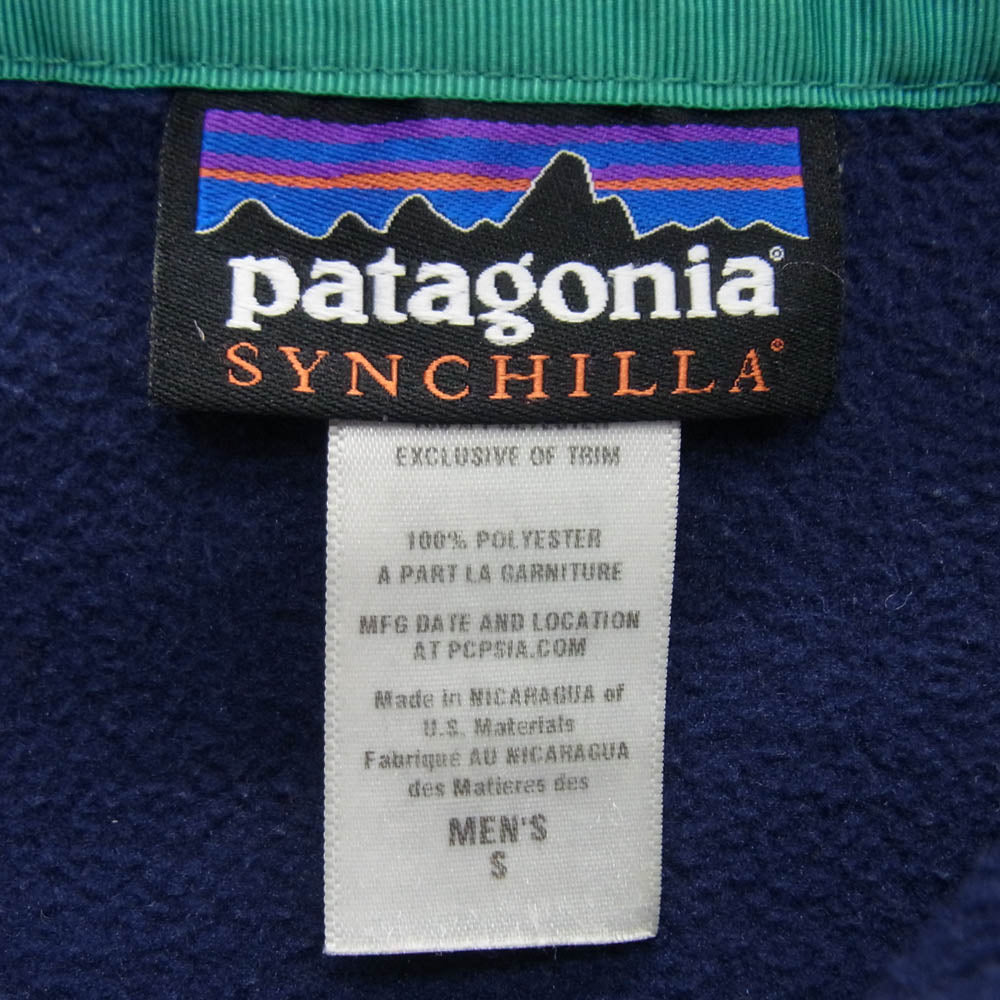 patagonia®
SYNCHILLA®
EXCLUSIVE OF TRIM
100% POLYESTER
A PART LA GARNITURE
MFG DATE AND LOCATION
AT PCPSIA.COM
Made in NICARAGUA of
U.S. Materials
Fabrique AU NICARAGUA
des Matieres des
MEN'S
S